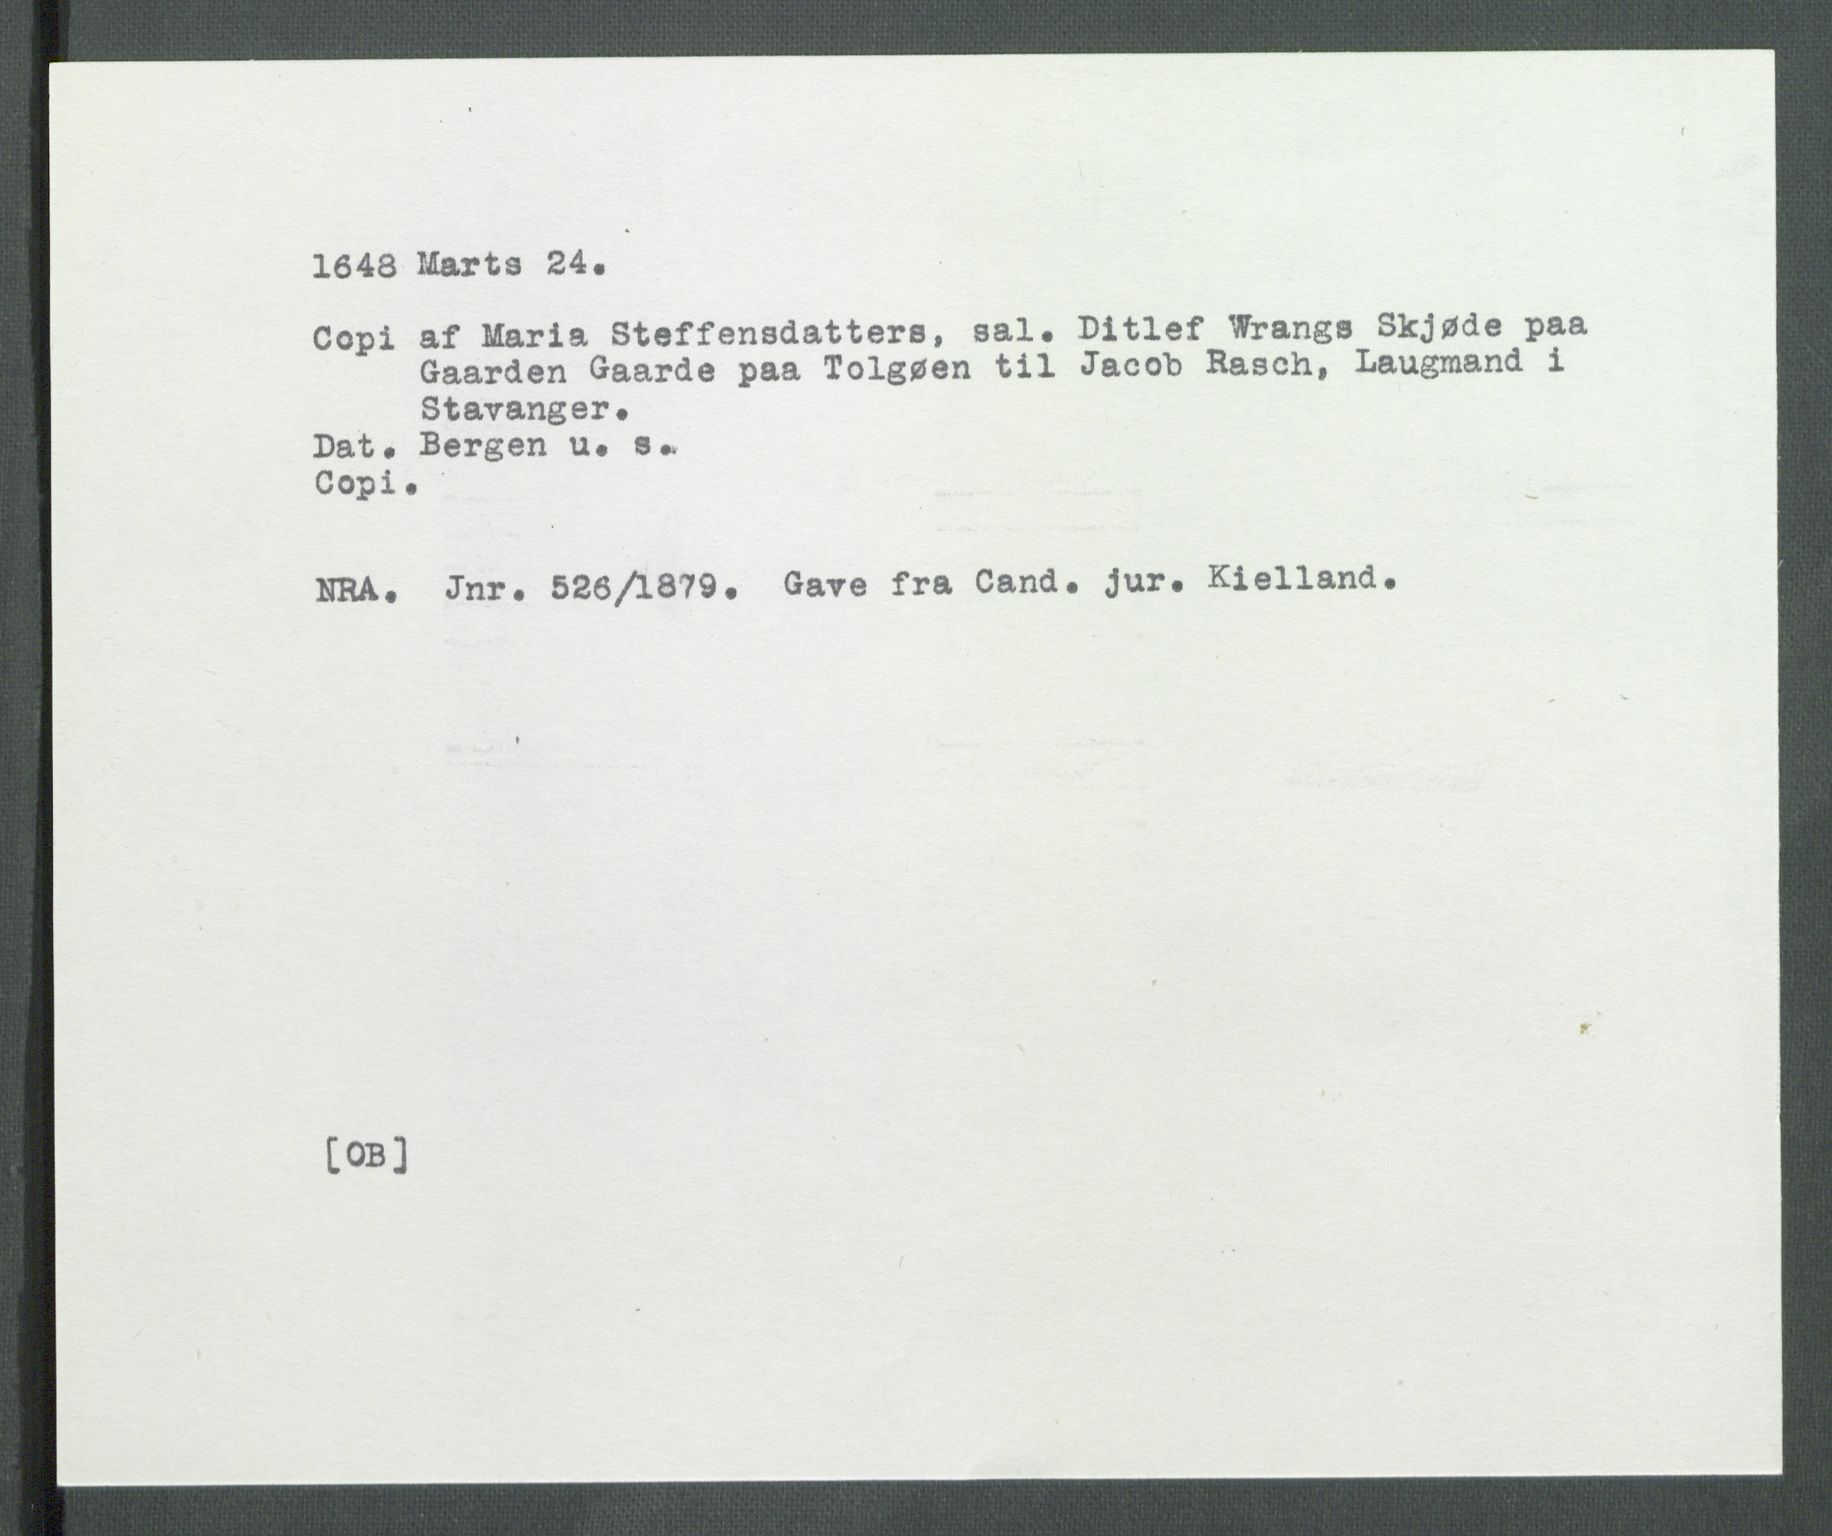 1648 Marts 24.
Copi af Maria Steffensdatters, sal. Ditlef Wrangs Skjøde paa
Gaarden Gaarde paa Tolgøen til Jacob Rasch, Laugmand i
Stavanger.
Dat. Bergen u. s.
Copi.
NRA. Jnr. 526/1879. Gave fra Cand. jur. Kielland.
[OB]